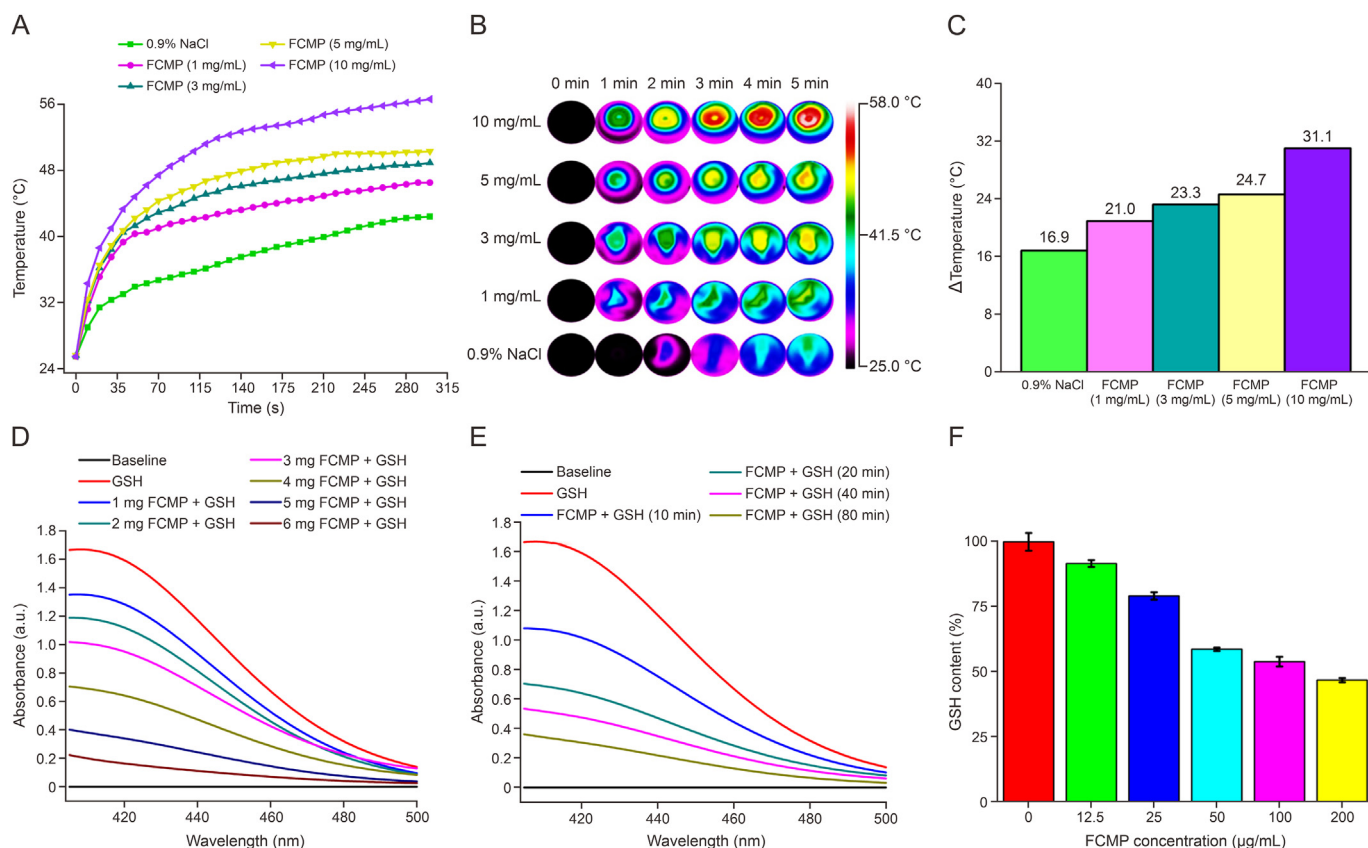 A
0.9% NaCl
FCMP (1 mg/mL)
FCMP (3 mg/mL)
FCMP (5 mg/mL)
FCMP (10 mg/mL)
Temperature (°C)
56
48
40
32
24
0 35 70 115 140 175 210 245 280 315
Time (s)
B
0 min 1 min 2 min 3 min 4 min 5 min
10 mg/mL
5 mg/mL
3 mg/mL
1 mg/mL
0.9% NaCl
58.0 °C
41.5 °C
25.0 °C
C
ΔTemperature (°C)
40
32
24
16
8
0
16.9
21.0
23.3
24.7
31.1
0.9% NaCl
FCMP
(1 mg/mL)
FCMP
(3 mg/mL)
FCMP
(5 mg/mL)
FCMP
(10 mg/mL)
D
Baseline
GSH
1 mg FCMP + GSH
2 mg FCMP + GSH
3 mg FCMP + GSH
4 mg FCMP + GSH
5 mg FCMP + GSH
6 mg FCMP + GSH
Absorbance (a.u.)
1.8
1.6
1.4
1.2
1.0
0.8
0.6
0.4
0.2
0
420 440 460 480 500
Wavelength (nm)
E
Baseline
GSH
FCMP + GSH (10 min)
FCMP + GSH (20 min)
FCMP + GSH (40 min)
FCMP + GSH (80 min)
Absorbance (a.u.)
1.8
1.6
1.4
1.2
1.0
0.8
0.6
0.4
0.2
0
420 440 460 480 500
Wavelength (nm)
F
GSH content (%)
100
75
50
25
0
0 12.5 25 50 100 200
FCMP concentration (μg/mL)